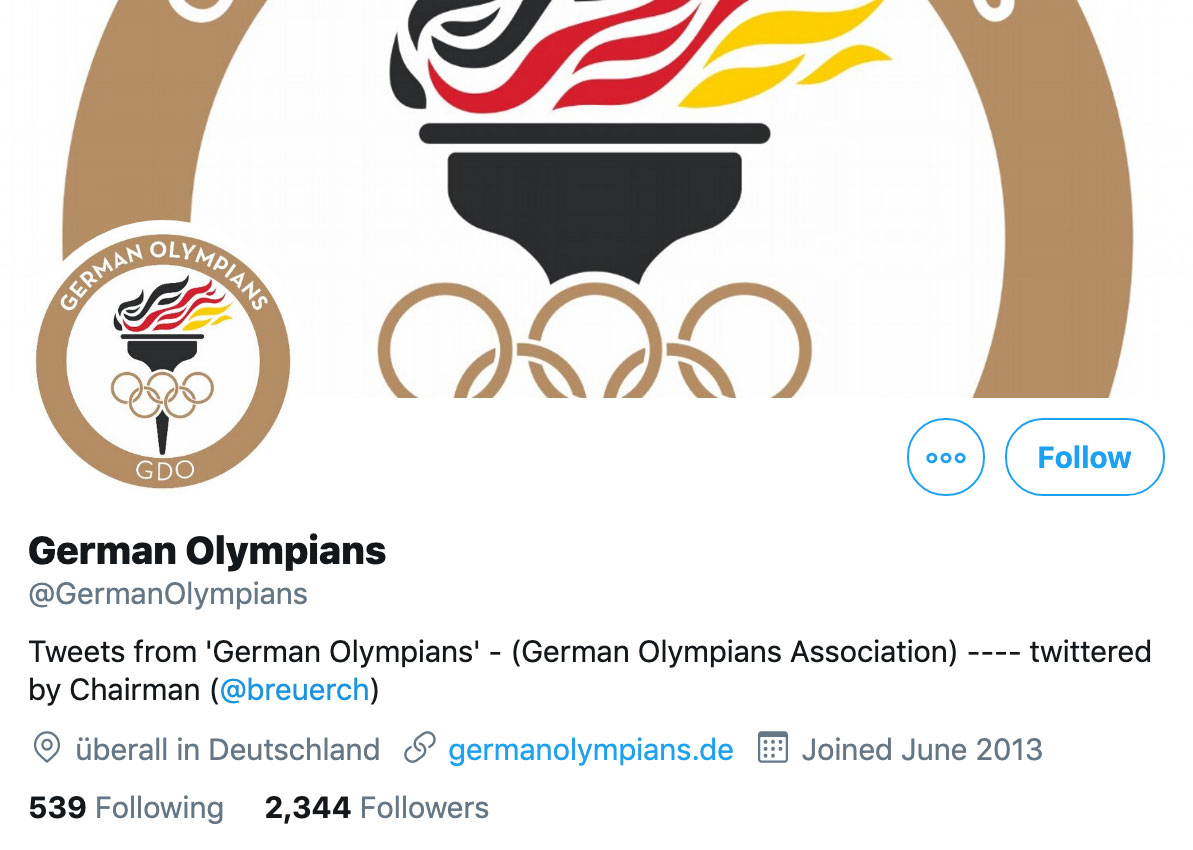 GERMAN OLYMPIANS
GDO
Follow
German Olympians
@GermanOlympians
Tweets from 'German Olympians' - (German Olympians Association) ---- twittered
by Chairman (@breuerch)
überall in Deutschland germanolympians.de Joined June 2013
539 Following 2,344 Followers